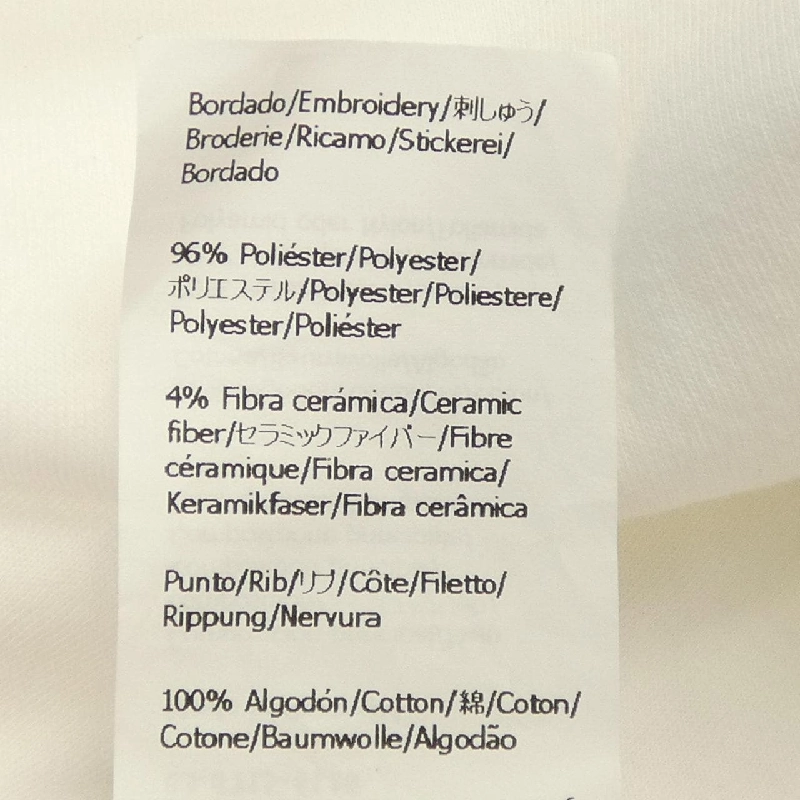 Bordado/Embroidery/刺しゅう/
Broderie/Ricamo/Stickerei/
Bordado
96% Poliéster/Polyester/
ポリエステル/Polyester/Poliestere/
Polyester/Poliéster
4% Fibra cerámica/Ceramic
fiber/セラミックファイバー/Fibre
céramique/Fibra ceramica/
Keramikfaser/Fibra cerâmica
Punto/Rib/リブ/Côte/Filetto/
Rippung/Nervura
100% Algodón/Cotton/綿/Coton/
Cotone/Baumwolle/Algodão